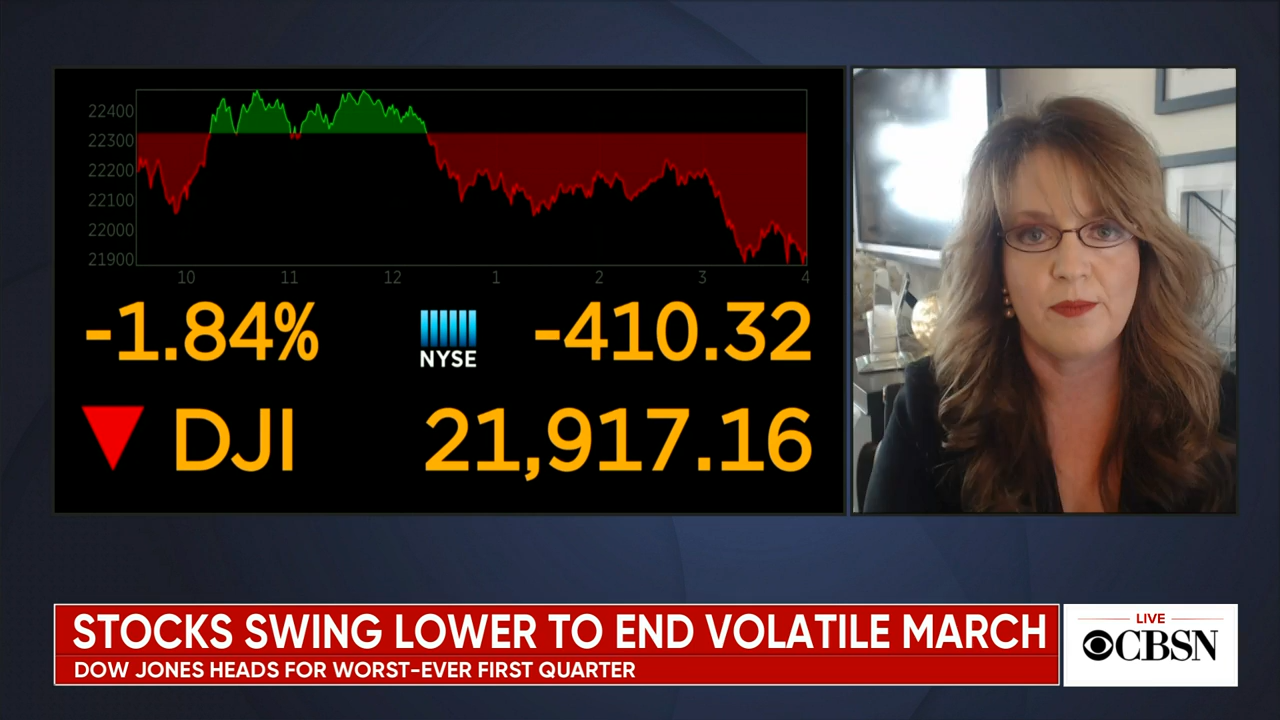 22400
22300
22200
22100
22000
21900
10 11 12 1 2 3 4
-1.84% NYSE -410.32
DJI 21,917.16
STOCKS SWING LOWER TO END VOLATILE MARCH
DOW JONES HEADS FOR WORST-EVER FIRST QUARTER
LIVE
CBSN